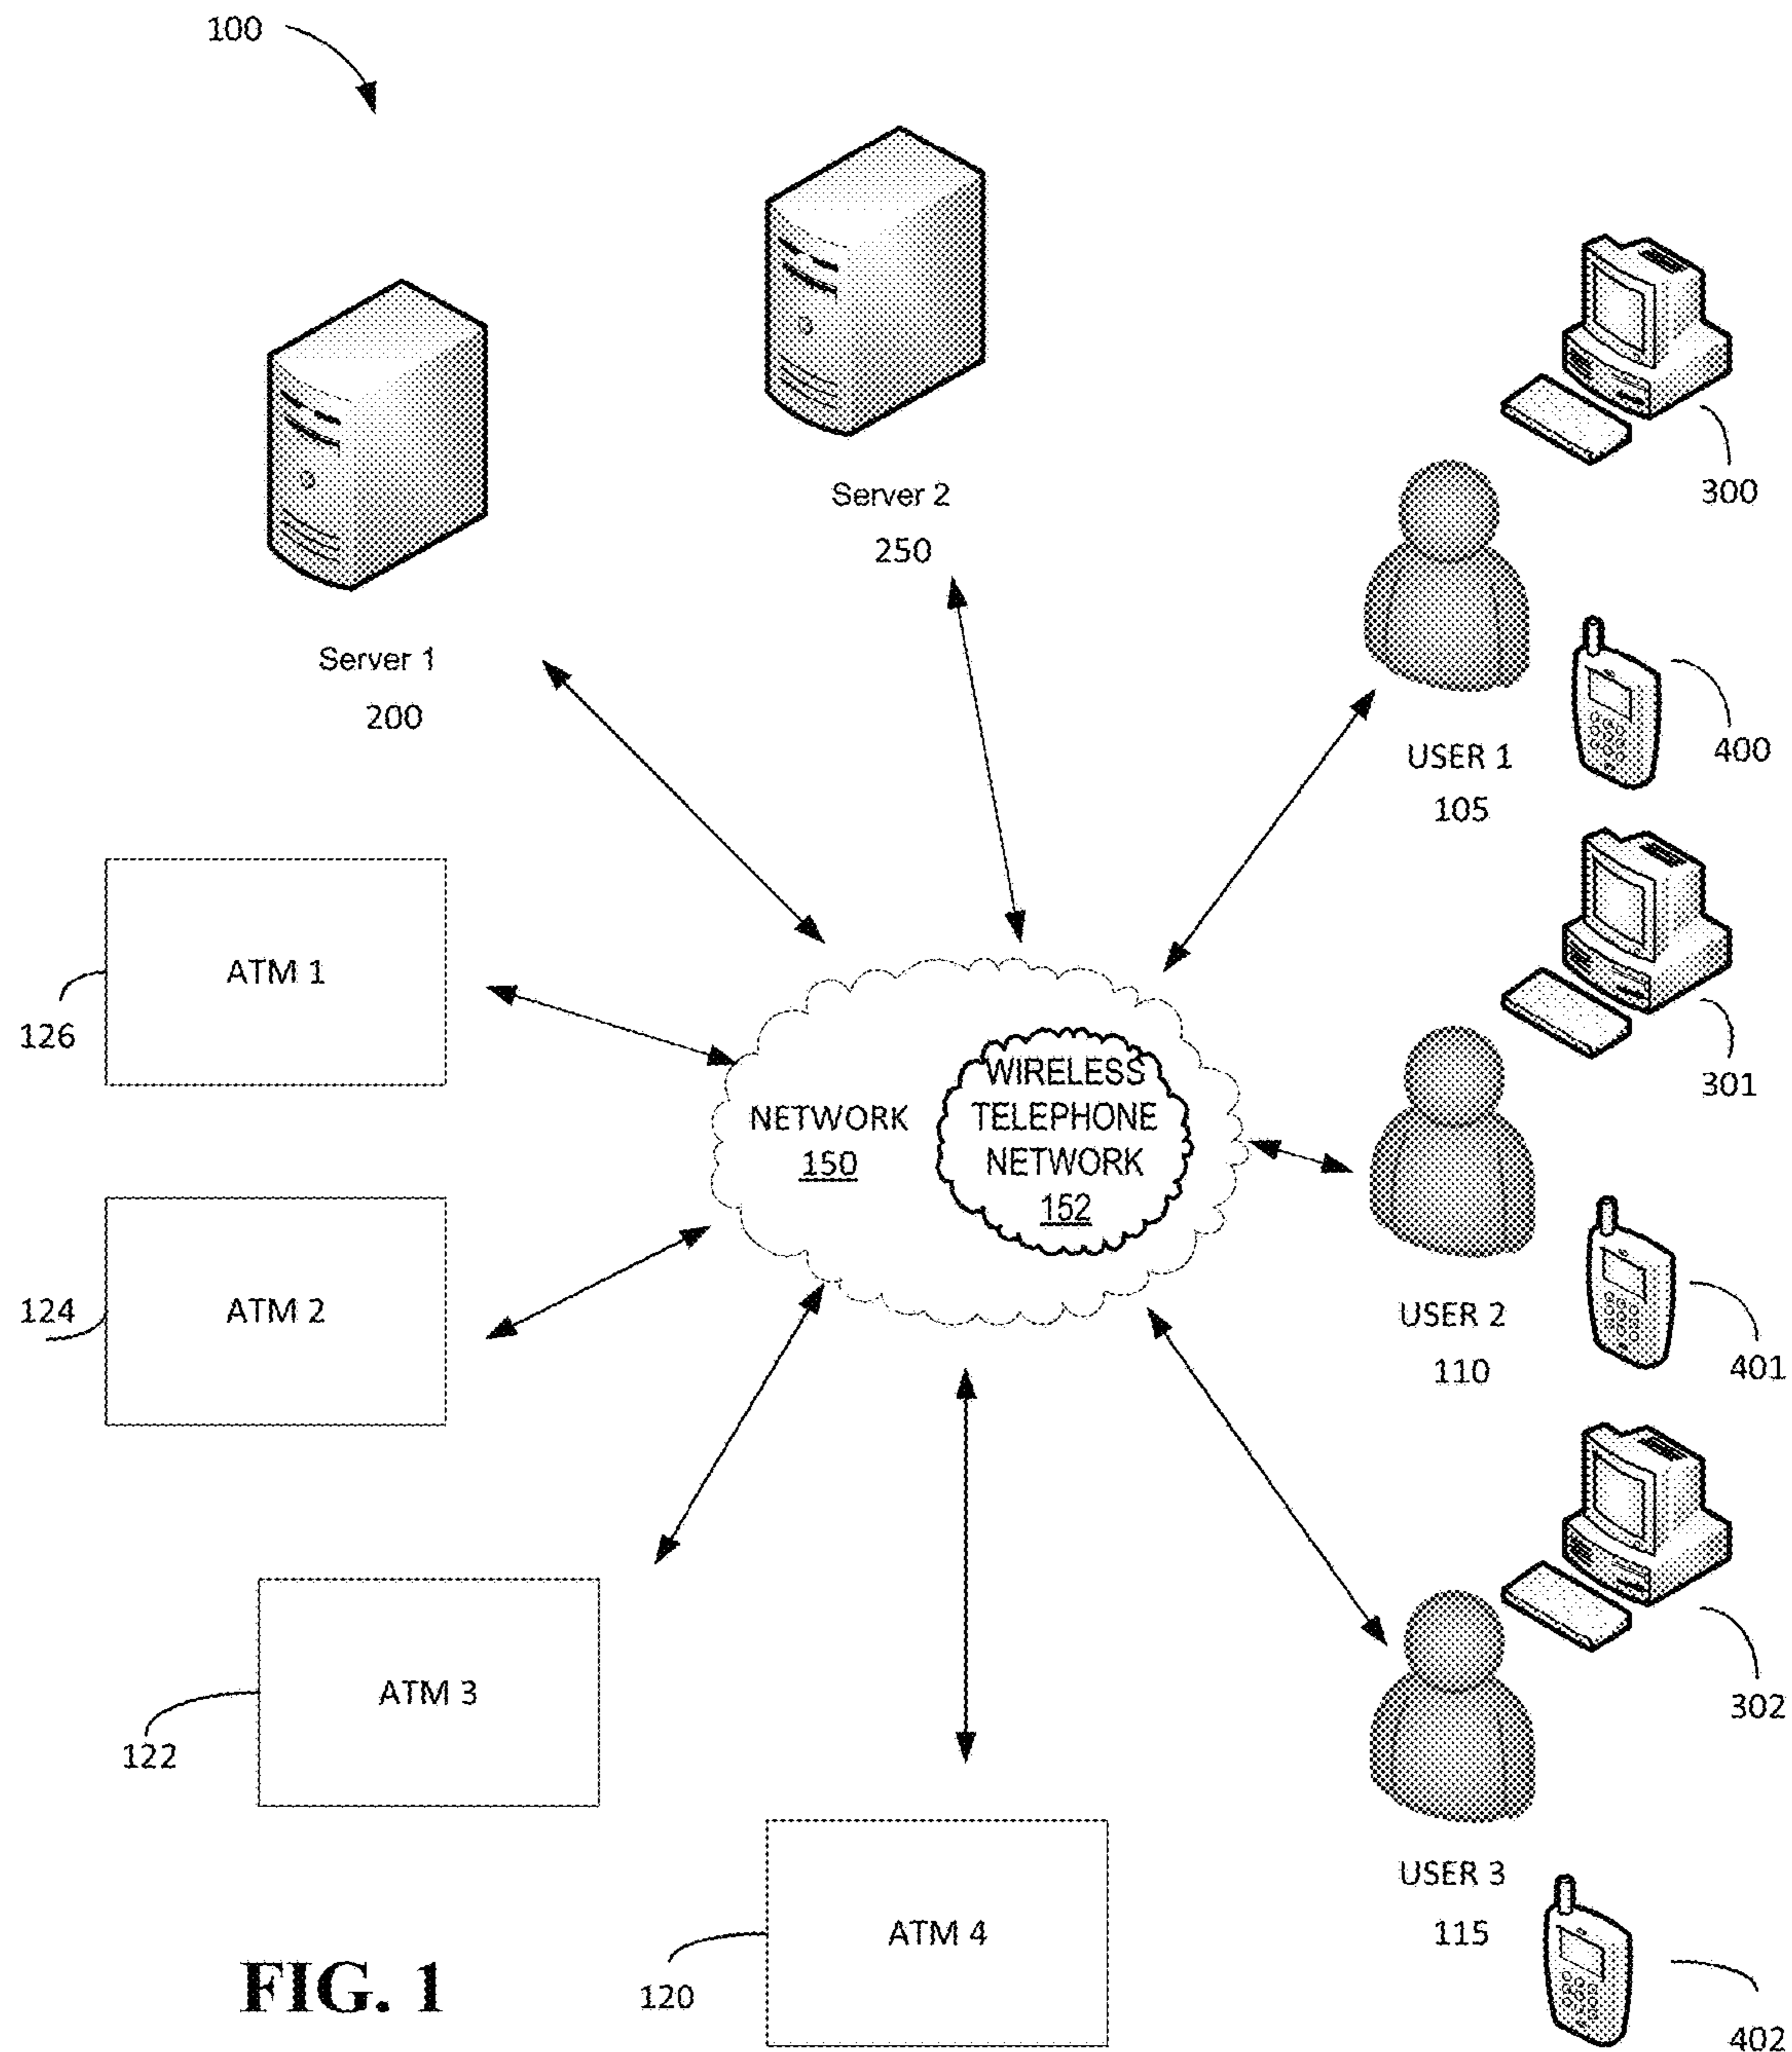 100
Server 1
200
Server 2
250
300
USER 1
105
400
301
USER 2
110
401
302
USER 3
115
402
ATM 1
126
ATM 2
124
ATM 3
122
ATM 4
120
NETWORK
150
WIRELESS
TELEPHONE
NETWORK
152
FIG. 1